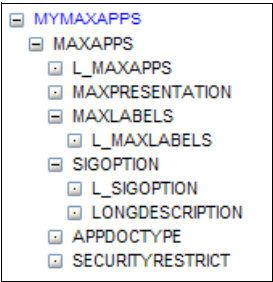 MYMAXAPPS
MAXAPPS
L_MAXAPPS
MAXPRESENTATION
MAXLABELS
L_MAXLABELS
SIGOPTION
L_SIGOPTION
LONGDESCRIPTION
APPDOCTYPE
SECURITYRESTRICT